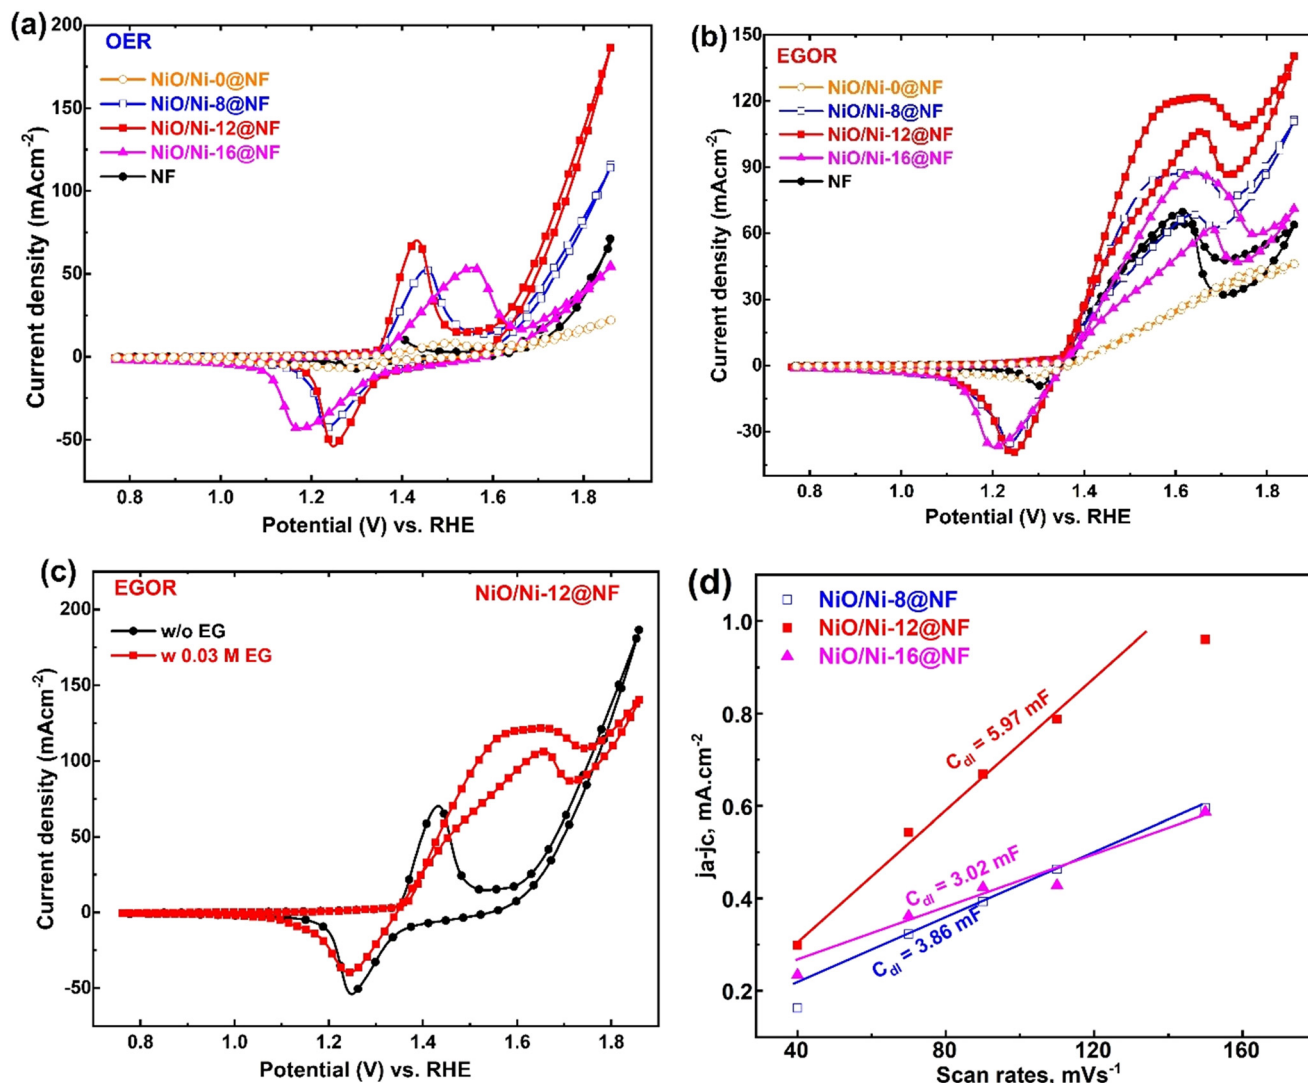 (a)
OER
NiO/Ni-0@NF
NiO/Ni-8@NF
NiO/Ni-12@NF
NiO/Ni-16@NF
NF
200
150
100
50
0
-50
Current density (mAcm⁻²)
0.8 1.0 1.2 1.4 1.6 1.8
Potential (V) vs. RHE
(b)
EGOR
NiO/Ni-0@NF
NiO/Ni-8@NF
NiO/Ni-12@NF
NiO/Ni-16@NF
NF
150
120
90
60
30
0
-30
Current density (mAcm⁻²)
0.8 1.0 1.2 1.4 1.6 1.8
Potential (V) vs. RHE
(c)
EGOR
NiO/Ni-12@NF
w/o EG
w 0.03 M EG
200
150
100
50
0
-50
Current density (mAcm⁻²)
0.8 1.0 1.2 1.4 1.6 1.8
Potential (V) vs. RHE
(d)
NiO/Ni-8@NF
NiO/Ni-12@NF
NiO/Ni-16@NF
1.0
0.8
0.6
0.4
0.2
ja-jc, mA.cm⁻²
C_dl = 5.97 mF
C_dl = 3.02 mF
C_dl = 3.86 mF
40 80 120 160
Scan rates, mVs⁻¹